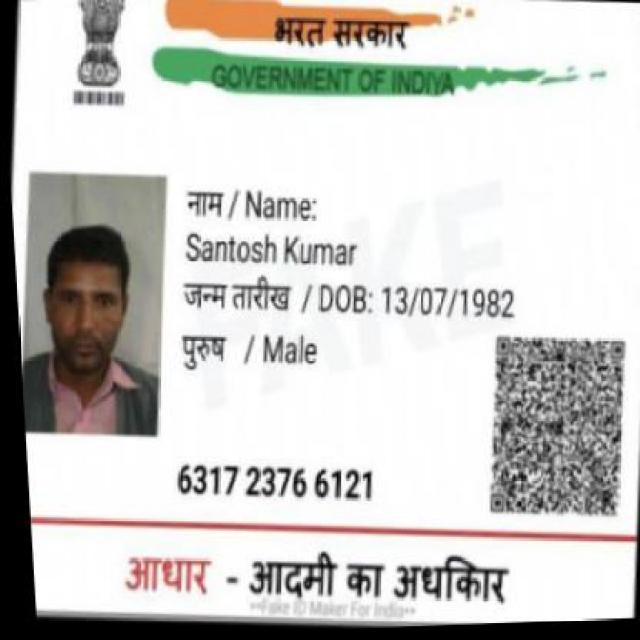 भरत सरकार
GOVERNMENT OF INDIYA
नाम / Name:
Santosh Kumar
जन्म तारीख / DOB: 13/07/1982
पुरुष / Male
FAKE
6317 2376 6121
आधार - आदमी का अधकिार
**Fake ID Maker For India**